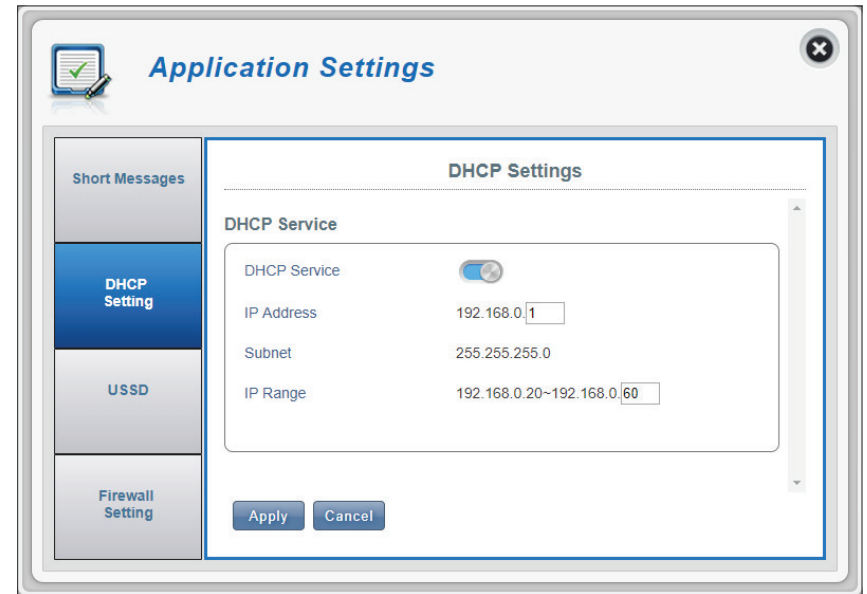 Application Settings
Short Messages
DHCP
Setting
USSD
Firewall
Setting
DHCP Settings
DHCP Service
DHCP Service
IP Address 192.168.0.1
Subnet 255.255.255.0
IP Range 192.168.0.20~192.168.0.60
Apply Cancel